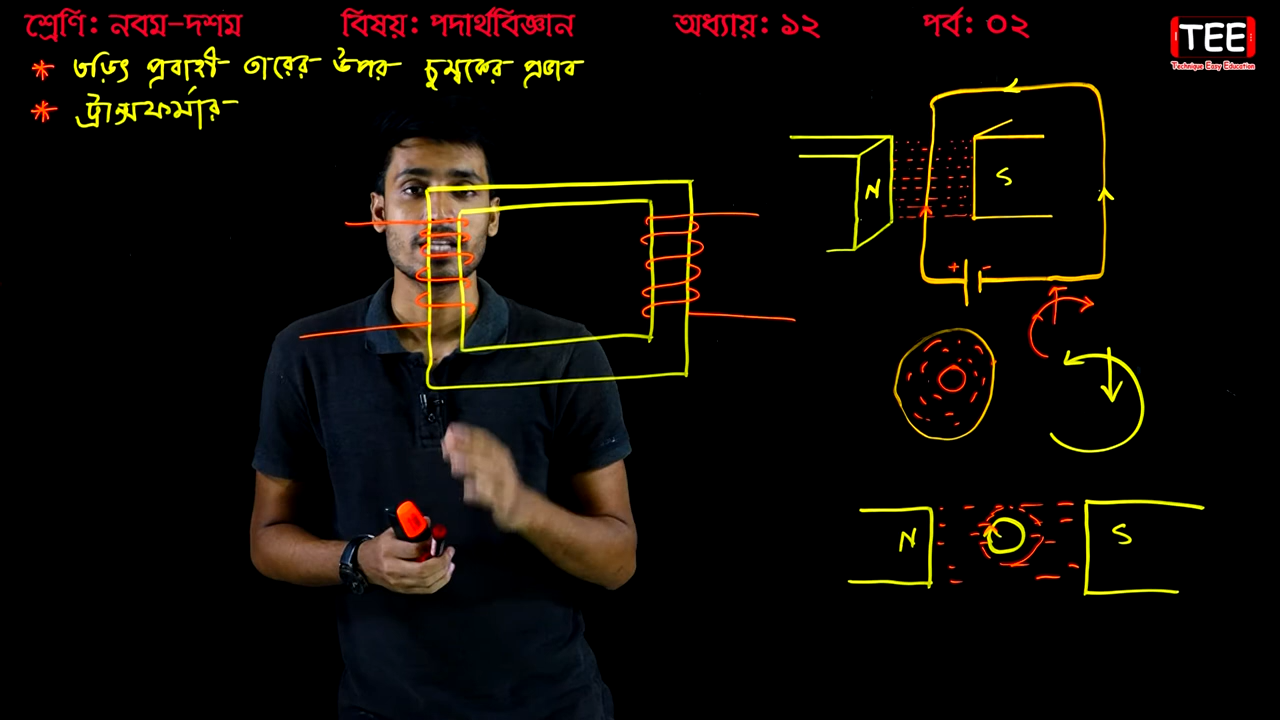 শ্রেণি: নবম-দশম বিষয়: পদার্থবিজ্ঞান অধ্যায়: ১২ পর্ব: ০২
TEE
Technique Easy Education
* তড়িৎ প্রবাহী তারের উপর চুম্বকের প্রভাব
* ট্রান্সফর্মার
N S
+ -
N S